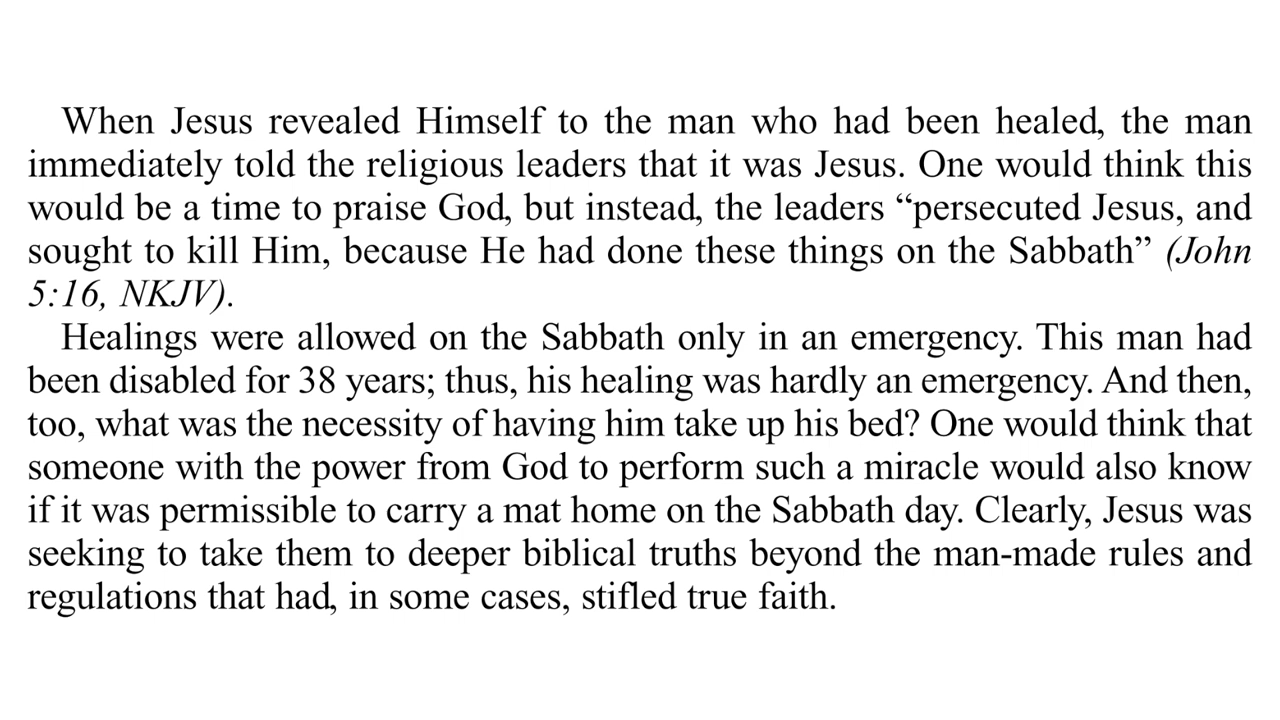 When Jesus revealed Himself to the man who had been healed, the man
immediately told the religious leaders that it was Jesus. One would think this
would be a time to praise God, but instead, the leaders “persecuted Jesus, and
sought to kill Him, because He had done these things on the Sabbath” (John
5:16, NKJV).
Healings were allowed on the Sabbath only in an emergency. This man had
been disabled for 38 years; thus, his healing was hardly an emergency. And then,
too, what was the necessity of having him take up his bed? One would think that
someone with the power from God to perform such a miracle would also know
if it was permissible to carry a mat home on the Sabbath day. Clearly, Jesus was
seeking to take them to deeper biblical truths beyond the man-made rules and
regulations that had, in some cases, stifled true faith.